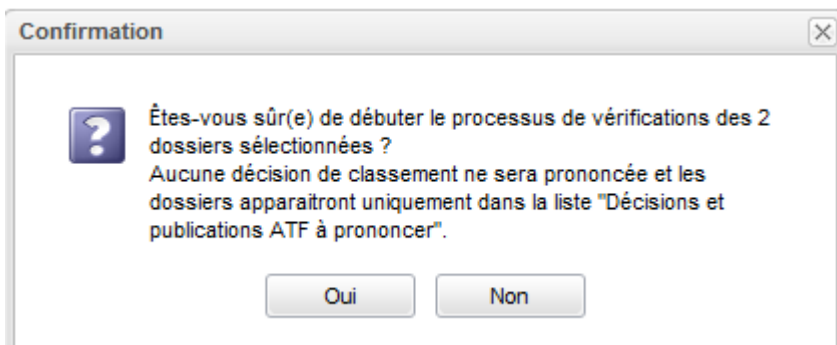 Confirmation
Êtes-vous sûr(e) de débuter le processus de vérifications des 2
dossiers sélectionnées ?
Aucune décision de classement ne sera prononcée et les
dossiers apparaitront uniquement dans la liste "Décisions et
publications ATF à prononcer".
Oui
Non